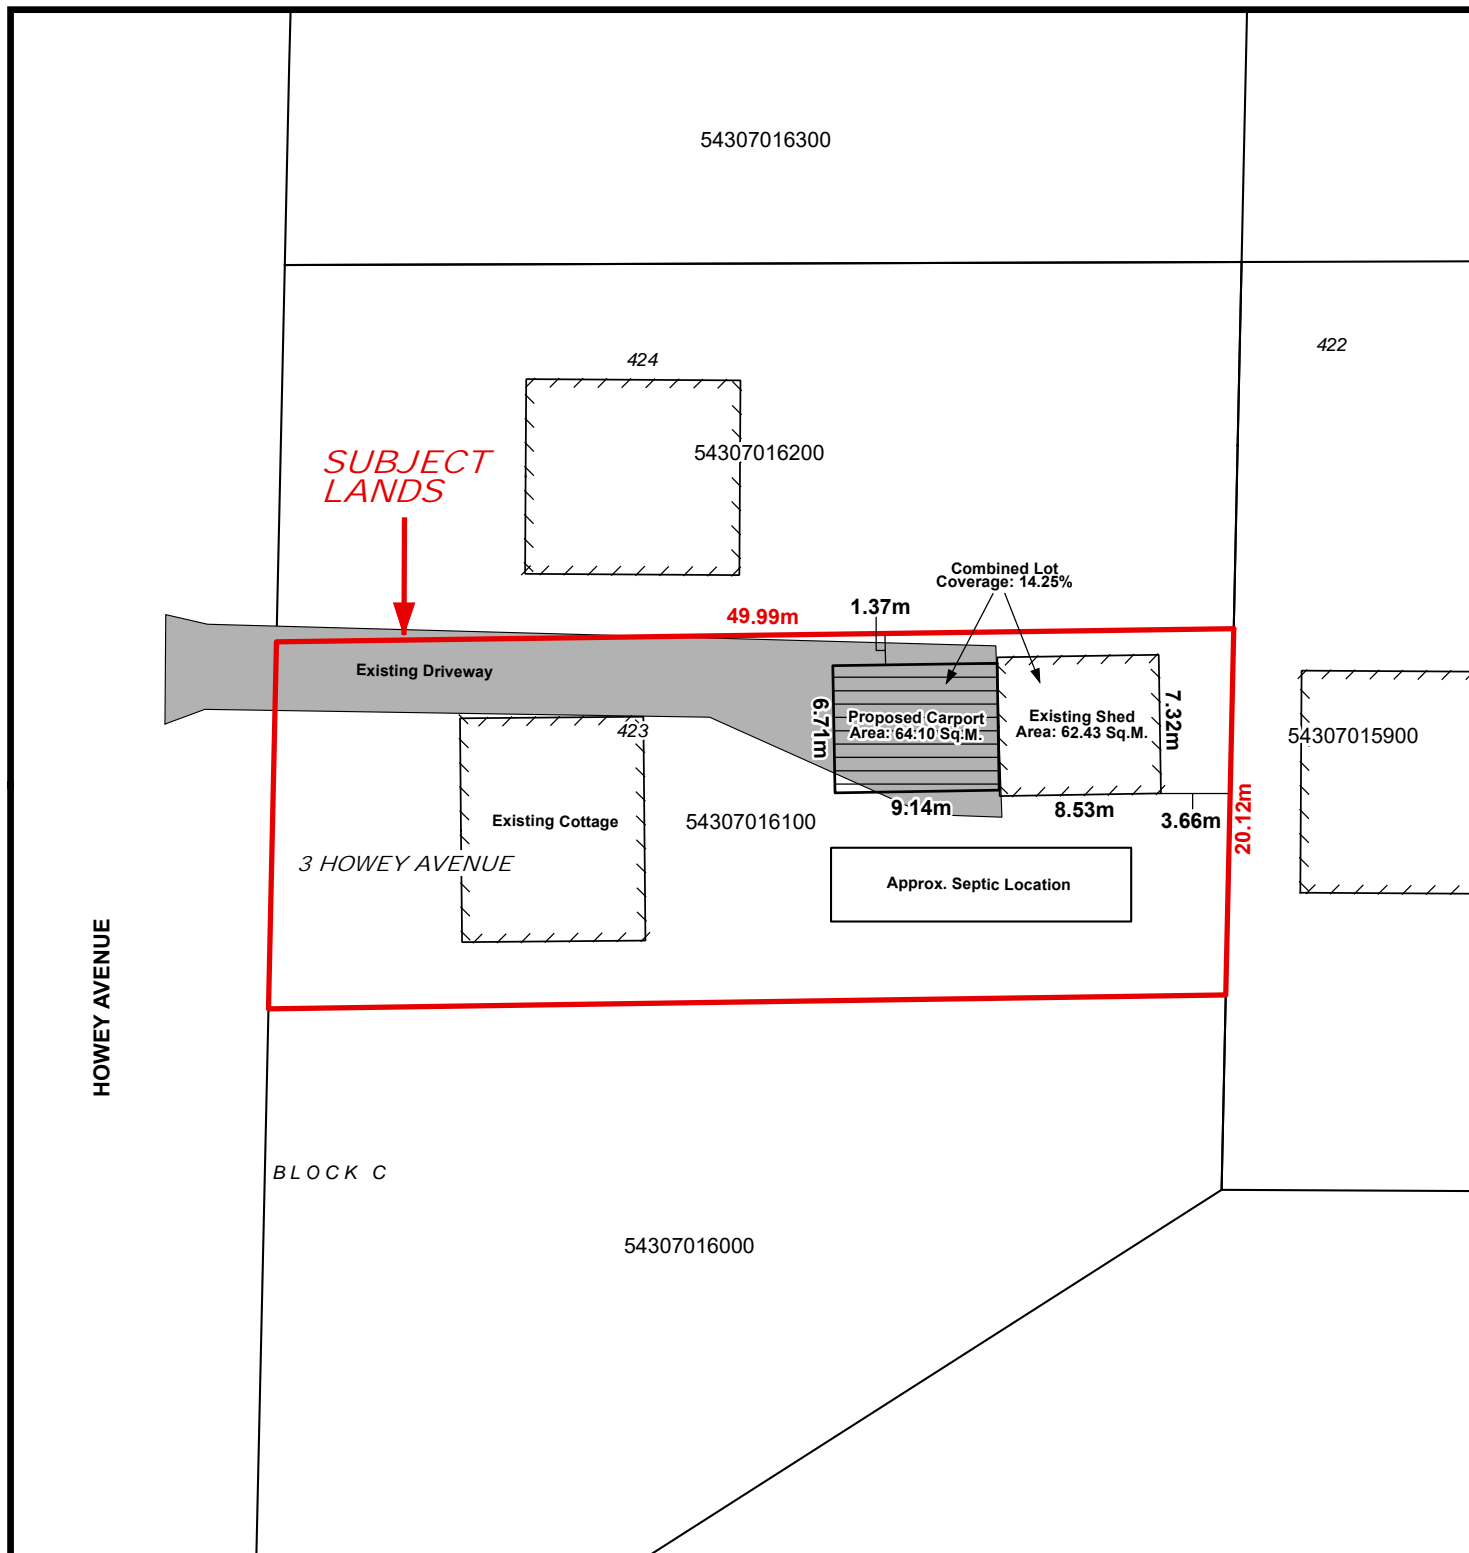 54307016300
424
422
54307016200
SUBJECT
LANDS
Combined Lot
Coverage: 14.25%
1.37m
49.99m
Existing Driveway
6.71m
Proposed Carport
Area: 64.10 Sq.M.
Existing Shed
Area: 62.43 Sq.M.
7.32m
423
54307015900
9.14m
8.53m
3.66m
20.12m
Existing Cottage
54307016100
3 HOWEY AVENUE
Approx. Septic Location
HOWEY AVENUE
BLOCK C
54307016000